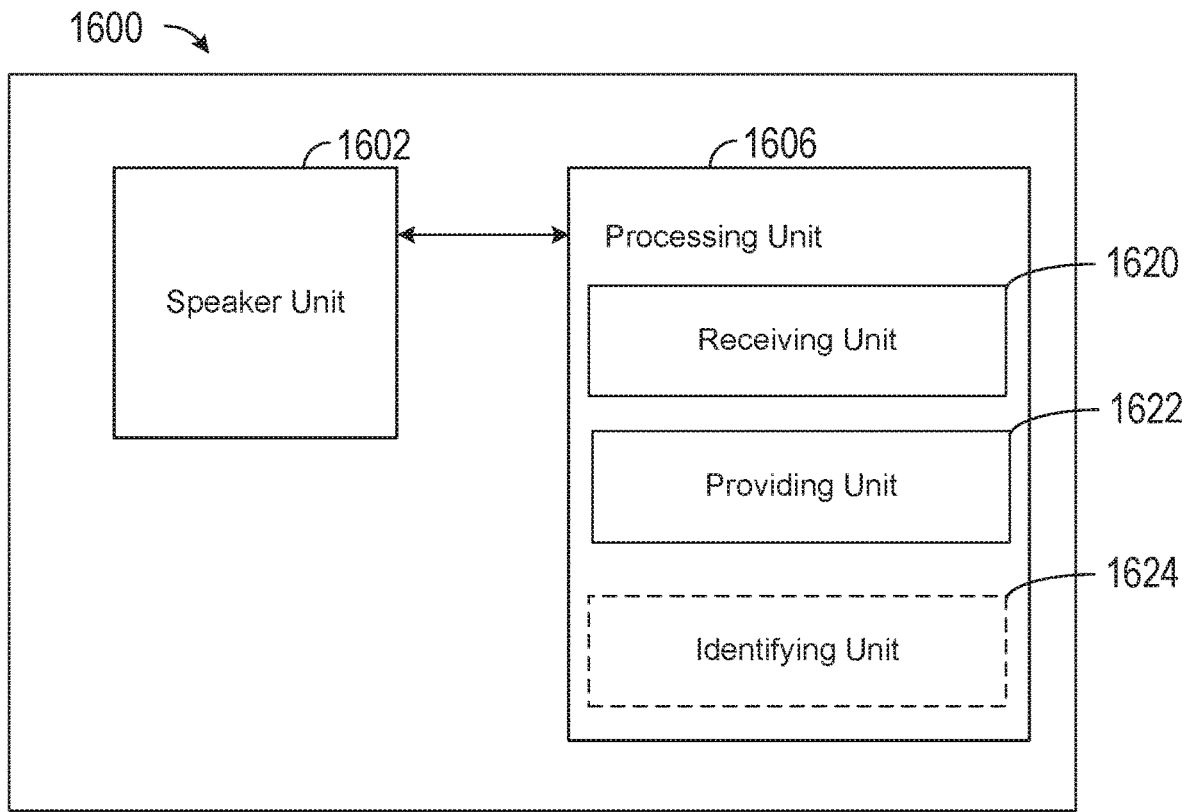 1600
1602
1606
Processing Unit
1620
Speaker Unit
Receiving Unit
1622
Providing Unit
1624
Identifying Unit